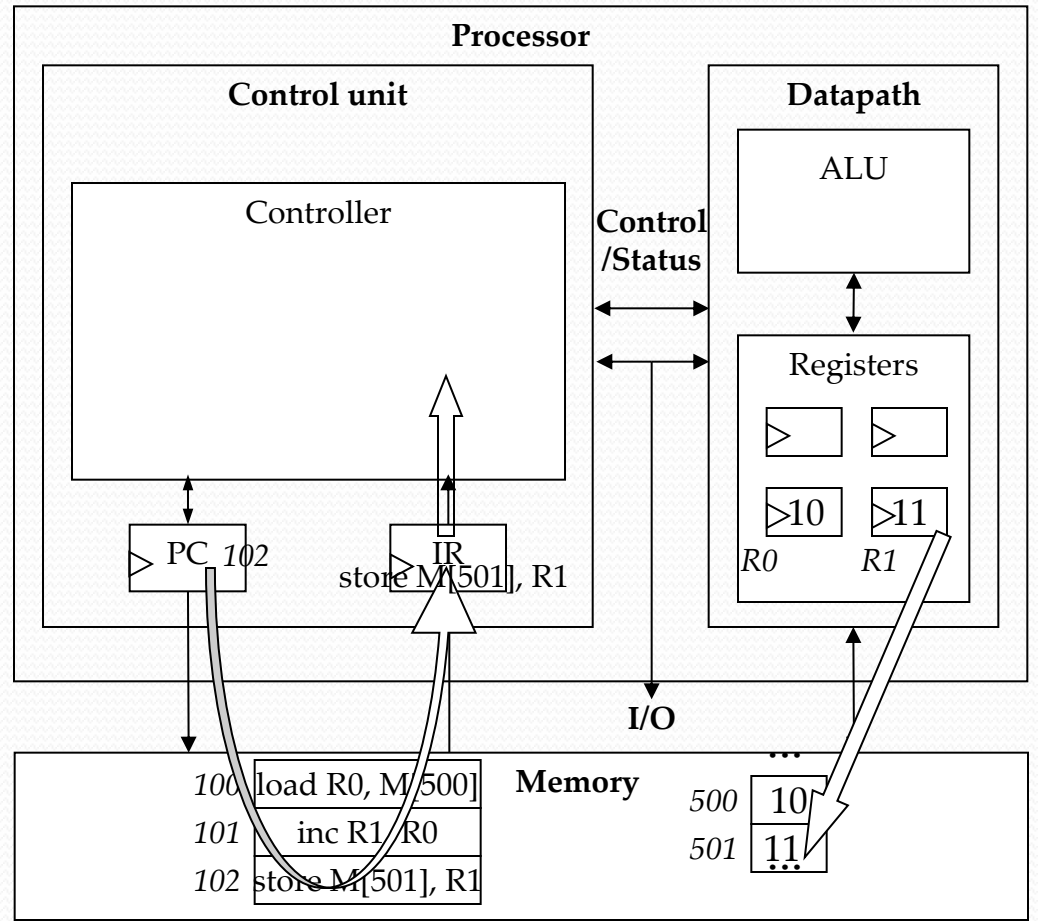 Processor
Control unit
Datapath
ALU
Controller
Control
/Status
Registers
10 11
R0 R1
PC 102
IR
store M[501], R1
I/O
Memory
...
100 load R0, M[500]
101 inc R1, R0
102 store M[501], R1
500 10
501 11
...